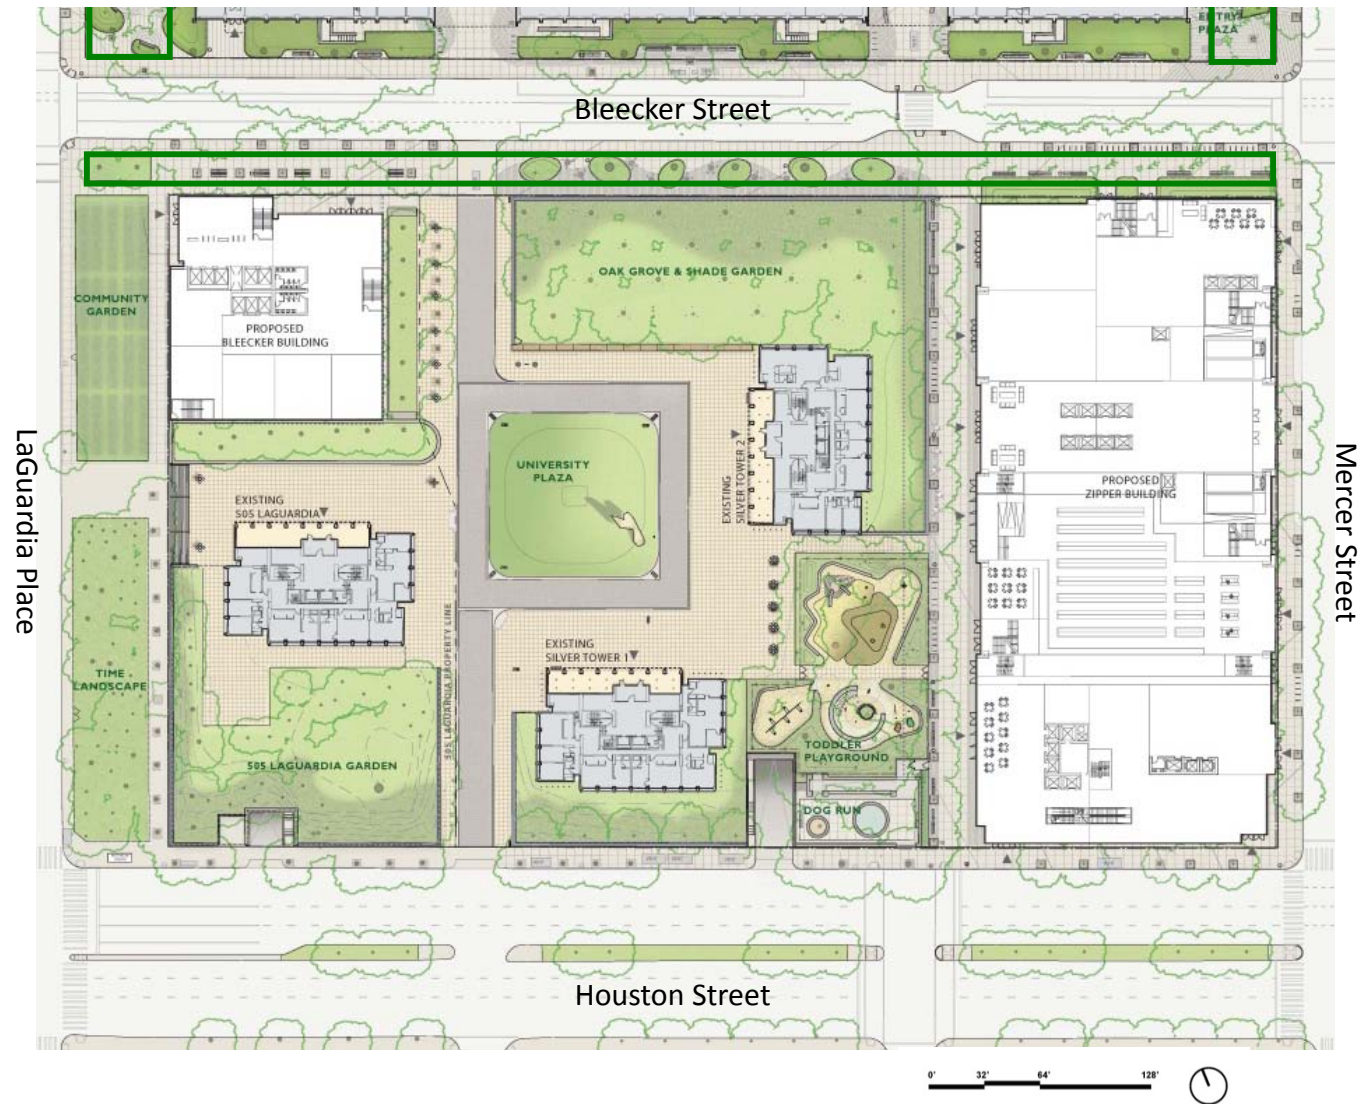 ENTRY
PLAZA
Bleecker Street
OAK GROVE & SHADE GARDEN
COMMUNITY
GARDEN
PROPOSED
BLEECKER BUILDING
LaGuardia Place
UNIVERSITY
PLAZA
EXISTING
SILVER TOWER 2
Mercer Street
PROPOSED
ZIPPER BUILDING
EXISTING
505 LAGUARDIA
505 LAGUARDIA PROPERTY LINE
EXISTING
SILVER TOWER 1
TIME
LANDSCAPE
505 LAGUARDIA GARDEN
TODDLER
PLAYGROUND
DOG RUN
Houston Street
0' 32' 64' 128'